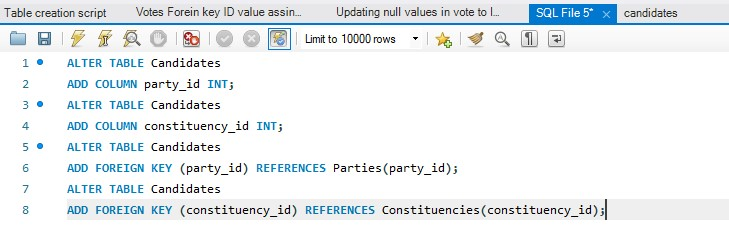 Table creation script
Votes Forein key ID value assin...
Updating null values in vote to l...
SQL File 5*
candidates
Limit to 10000 rows
1 ALTER TABLE Candidates
2 ADD COLUMN party_id INT;
3 ALTER TABLE Candidates
4 ADD COLUMN constituency_id INT;
5 ALTER TABLE Candidates
6 ADD FOREIGN KEY (party_id) REFERENCES Parties(party_id);
7 ALTER TABLE Candidates
8 ADD FOREIGN KEY (constituency_id) REFERENCES Constituencies(constituency_id);